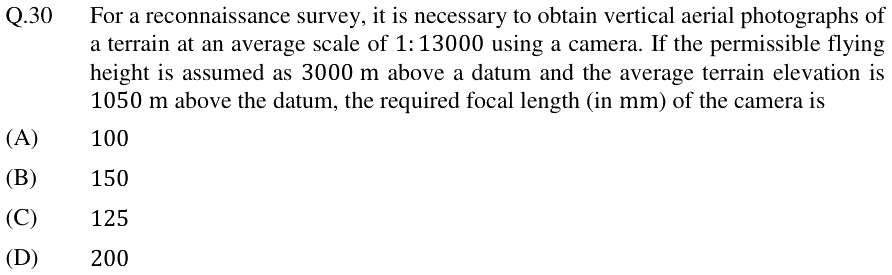 Q.30 For a reconnaissance survey, it is necessary to obtain vertical aerial photographs of
a terrain at an average scale of 1: 13000 using a camera. If the permissible flying
height is assumed as 3000 m above a datum and the average terrain elevation is
1050 m above the datum, the required focal length (in mm) of the camera is
(A) 100
(B) 150
(C) 125
(D) 200